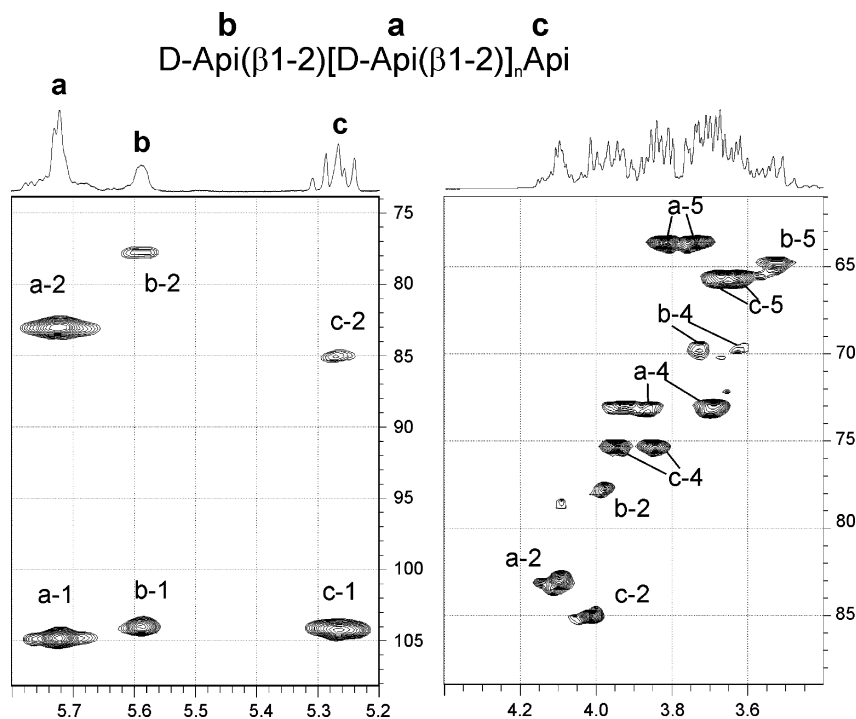 b a c
D-Api(β1-2)[D-Api(β1-2)]nApi
a
b
c
75
80
85
90
95
100
105
a-2
b-2
c-2
a-1
b-1
c-1
5.7 5.6 5.5 5.4 5.3 5.2
a-5
b-5
c-5
b-4
a-4
c-4
b-2
a-2
c-2
65
70
75
80
85
4.2 4.0 3.8 3.6